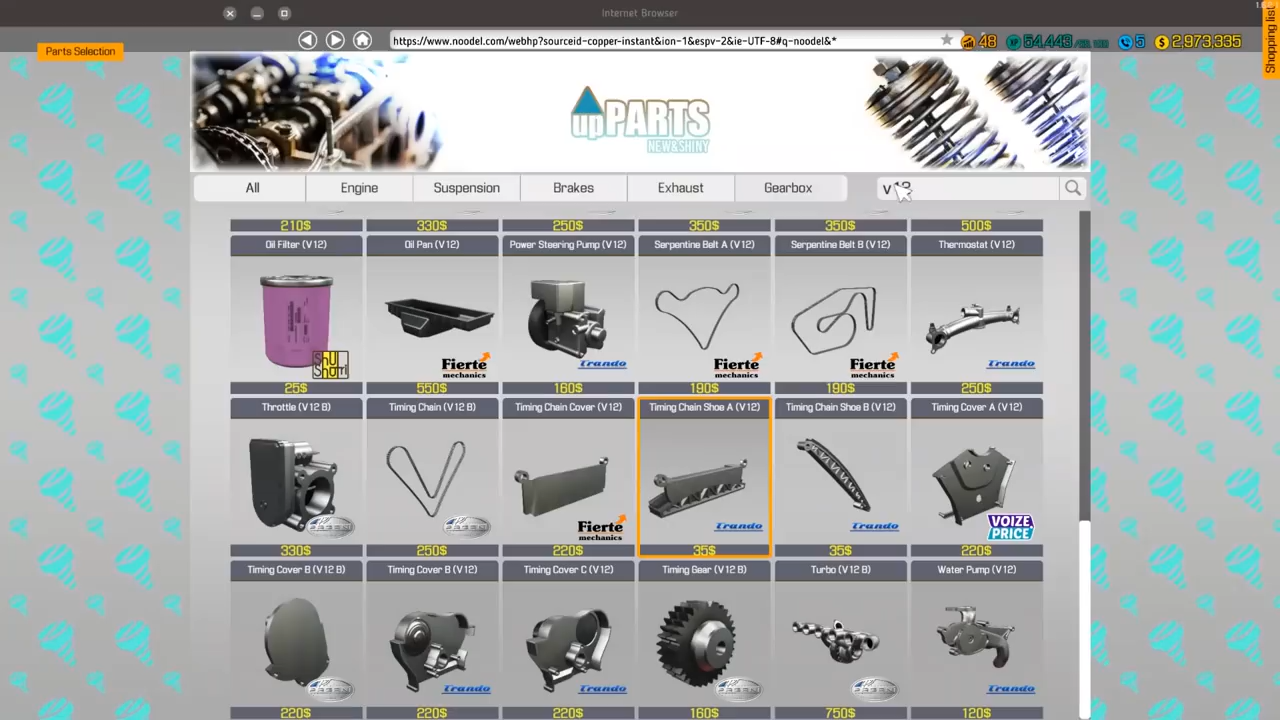 Internet Browser
Parts Selection
https://www.noodel.com/webhp?sourceid-copper-instant&ion-1&espv-2&ie-UTF-8#q-noodel&*
48
54,443
5
$ 2,973,335
Shopping list
upPARTS
NEW&SHINY
All
Engine
Suspension
Brakes
Exhaust
Gearbox
v12
210$
330$
250$
350$
350$
500$
Oil Filter (V12)
Oil Pan (V12)
Power Steering Pump (V12)
Serpentine Belt A (V12)
Serpentine Belt B (V12)
Thermostat (V12)
Fierte mechanics
Trando
Fierte mechanics
Fierte mechanics
Trando
25$
550$
160$
190$
190$
250$
Throttle (V12 B)
Timing Chain (V12 B)
Timing Chain Cover (V12)
Timing Chain Shoe A (V12)
Timing Chain Shoe B (V12)
Timing Cover A (V12)
Fierte mechanics
Trando
Trando
VOIZE PRICE
330$
250$
220$
35$
35$
220$
Timing Cover B (V12 B)
Timing Cover B (V12)
Timing Cover C (V12)
Timing Gear (V12 B)
Turbo (V12 B)
Water Pump (V12)
Trando
Trando
Trando
220$
220$
220$
160$
750$
120$